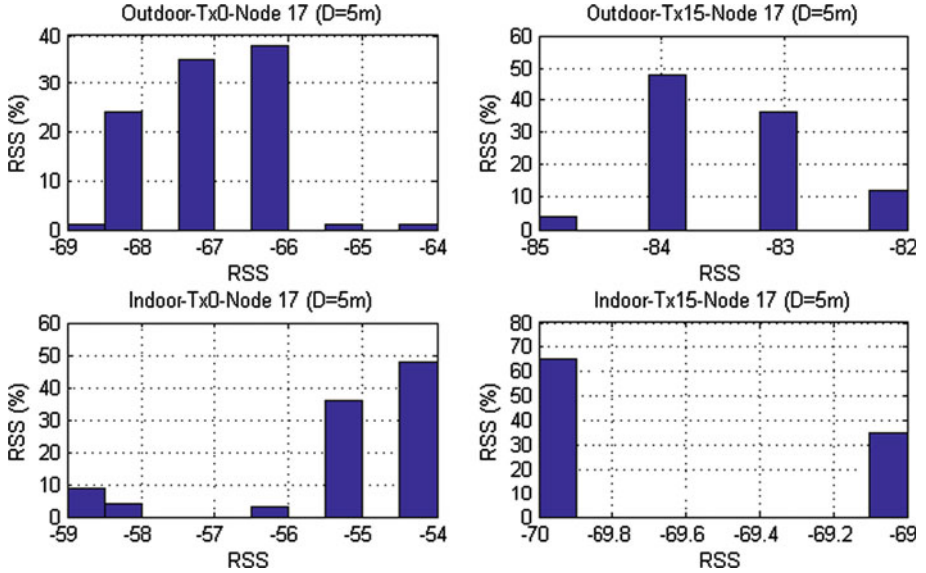 Outdoor-Tx0-Node 17 (D=5m)
RSS (%)
40
30
20
10
0
-69 -68 -67 -66 -65 -64
RSS
Outdoor-Tx15-Node 17 (D=5m)
RSS (%)
60
50
40
30
20
10
0
-85 -84 -83 -82
RSS
Indoor-Tx0-Node 17 (D=5m)
RSS (%)
60
50
40
30
20
10
0
-59 -58 -57 -56 -55 -54
RSS
Indoor-Tx15-Node 17 (D=5m)
RSS (%)
80
70
60
50
40
30
20
10
0
-70 -69.8 -69.6 -69.4 -69.2 -69
RSS